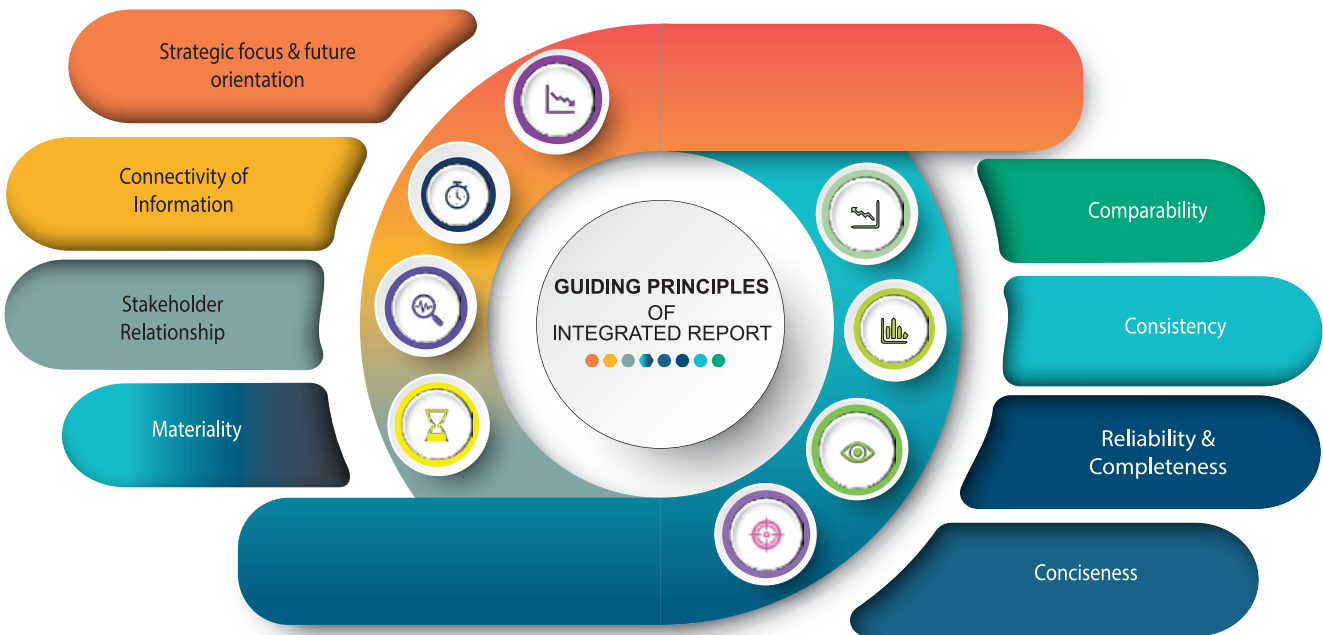 Strategic focus & future
orientation
Connectivity of
Information
Stakeholder
Relationship
Materiality
GUIDING PRINCIPLES
OF
INTEGRATED REPORT
Comparability
Consistency
Reliability &
Completeness
Conciseness